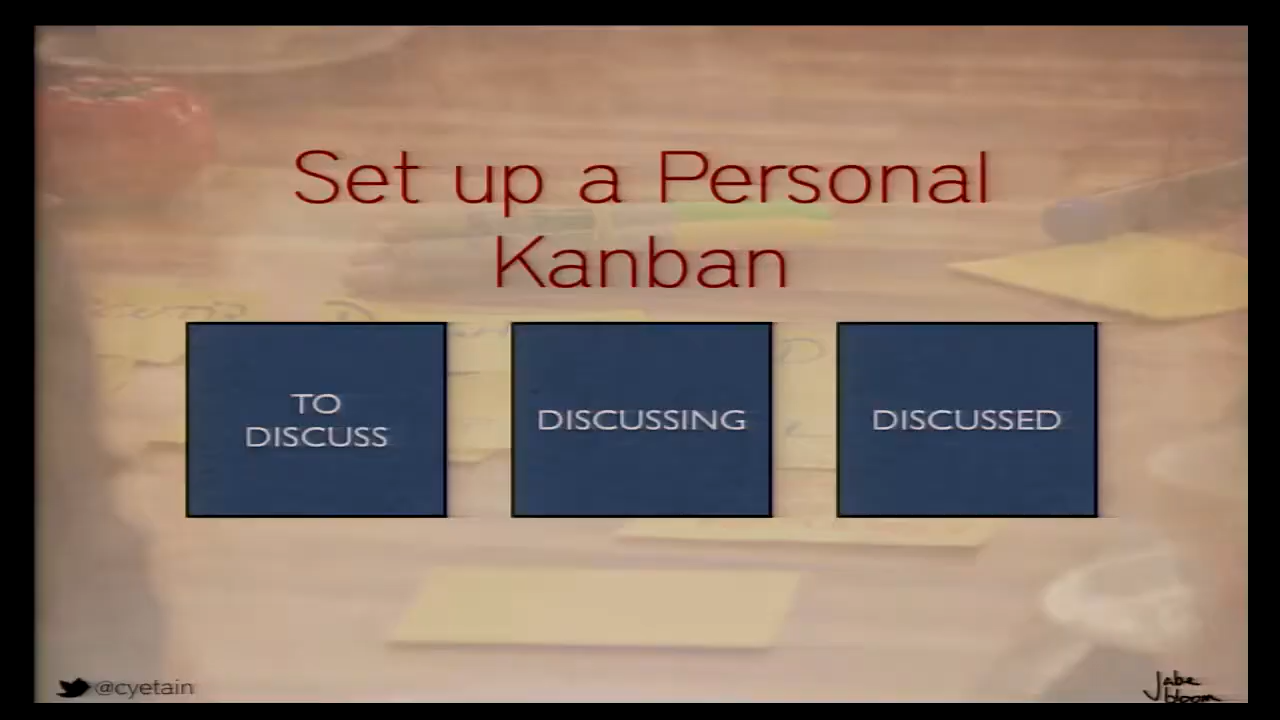 Set up a Personal
Kanban
TO
DISCUSS
DISCUSSING
DISCUSSED
@cyetain
Jabe
bloom